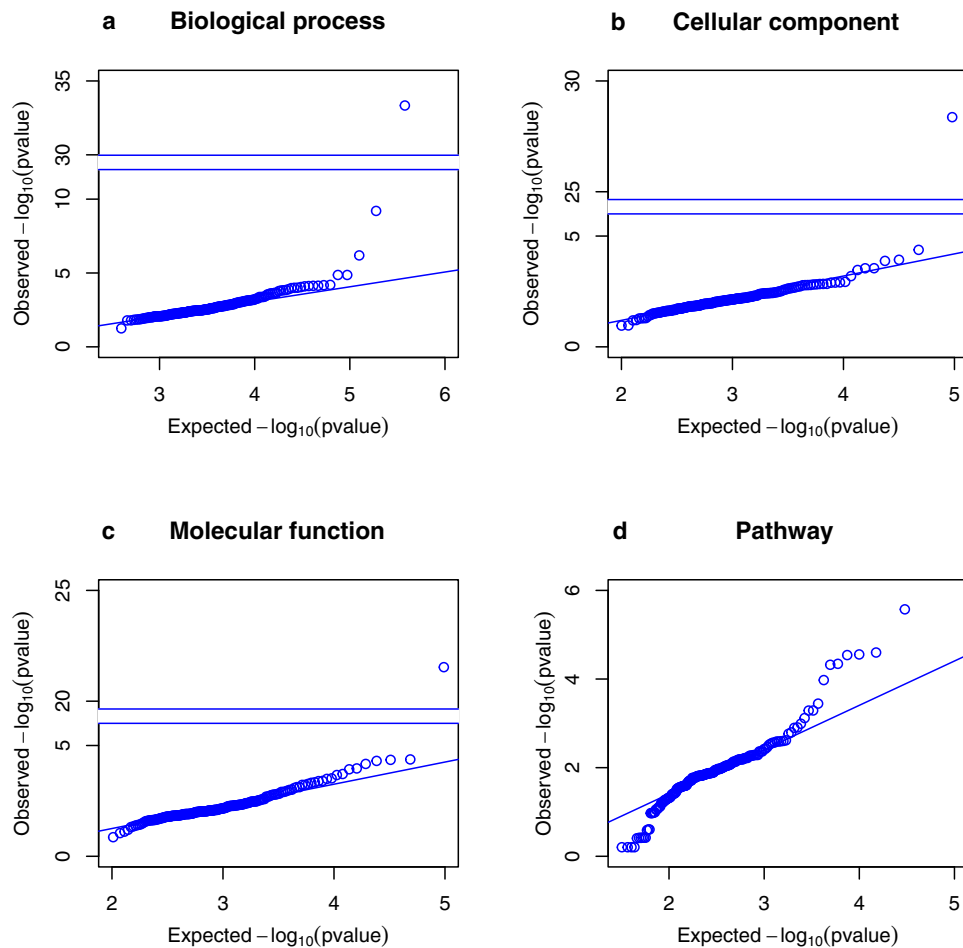 a Biological process
35
30
10
5
0
Observed −log10(pvalue)
3 4 5 6
Expected −log10(pvalue)
b Cellular component
30
25
5
0
Observed −log10(pvalue)
2 3 4 5
Expected −log10(pvalue)
c Molecular function
25
20
5
0
Observed −log10(pvalue)
2 3 4 5
Expected −log10(pvalue)
d Pathway
6
4
2
0
Observed −log10(pvalue)
2 3 4 5
Expected −log10(pvalue)